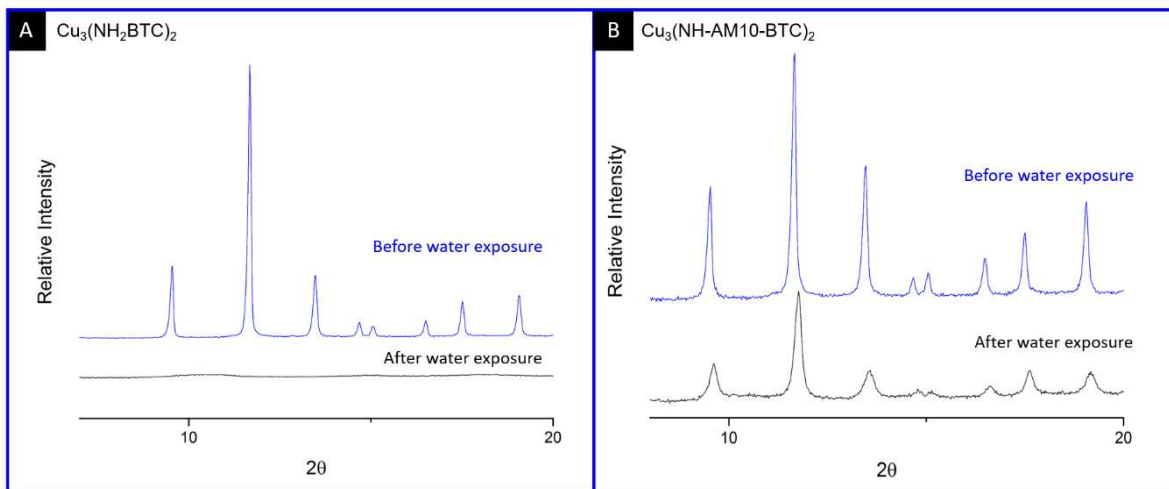 A Cu₃(NH₂BTC)₂
Relative Intensity
Before water exposure
After water exposure
10 20
2θ
B Cu₃(NH-AM10-BTC)₂
Relative Intensity
Before water exposure
After water exposure
10 20
2θ